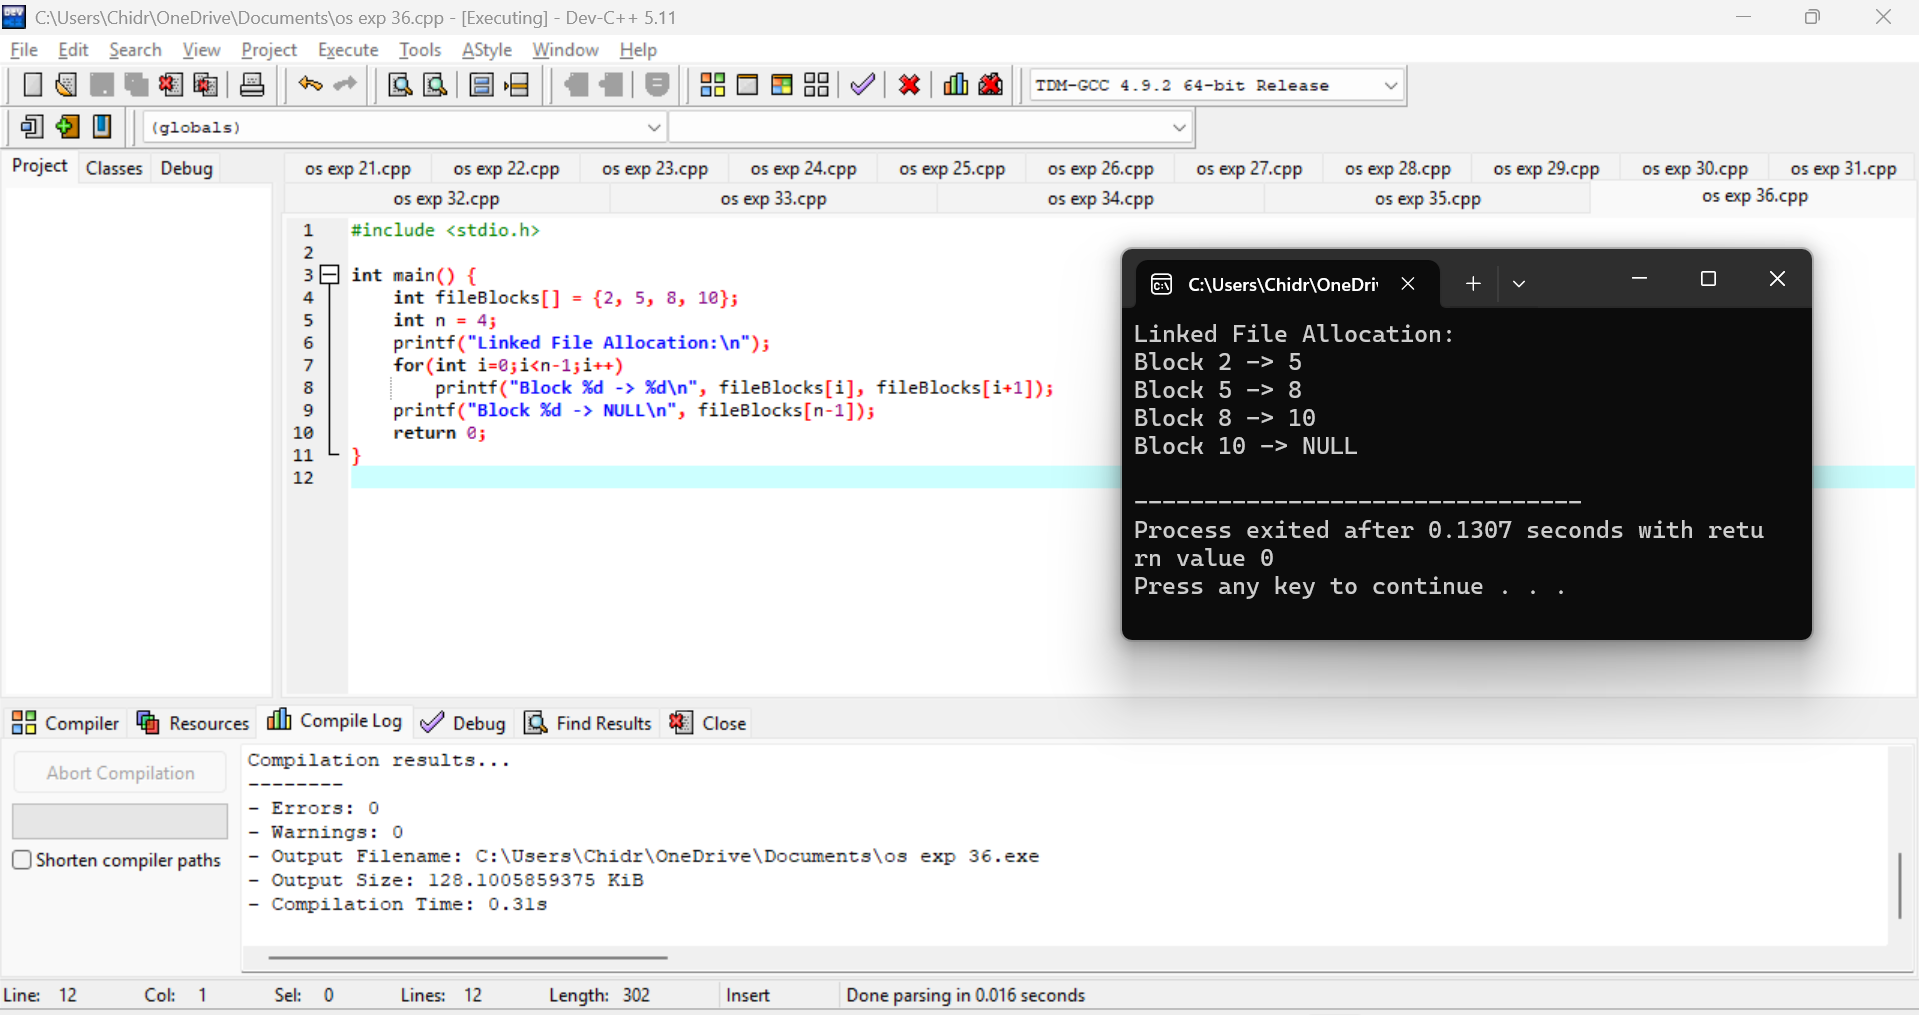 C:\Users\Chidr\OneDrive\Documents\os exp 36.cpp - [Executing] - Dev-C++ 5.11
File Edit Search View Project Execute Tools AStyle Window Help
TDM-GCC 4.9.2 64-bit Release
(globals)
Project Classes Debug
os exp 21.cpp os exp 22.cpp os exp 23.cpp os exp 24.cpp os exp 25.cpp os exp 26.cpp os exp 27.cpp os exp 28.cpp os exp 29.cpp os exp 30.cpp os exp 31.cpp
os exp 32.cpp os exp 33.cpp os exp 34.cpp os exp 35.cpp os exp 36.cpp
1 #include <stdio.h>
2
3 int main() {
4 int fileBlocks[] = {2, 5, 8, 10};
5 int n = 4;
6 printf("Linked File Allocation:\n");
7 for(int i=0;i<n-1;i++)
8 printf("Block %d -> %d\n", fileBlocks[i], fileBlocks[i+1]);
9 printf("Block %d -> NULL\n", fileBlocks[n-1]);
10 return 0;
11 }
12
C:\Users\Chidr\OneDri
Linked File Allocation:
Block 2 -> 5
Block 5 -> 8
Block 8 -> 10
Block 10 -> NULL
--------------------------------
Process exited after 0.1307 seconds with retu
rn value 0
Press any key to continue . . .
Compiler Resources Compile Log Debug Find Results Close
Abort Compilation
Shorten compiler paths
Compilation results...
--------
- Errors: 0
- Warnings: 0
- Output Filename: C:\Users\Chidr\OneDrive\Documents\os exp 36.exe
- Output Size: 128.1005859375 KiB
- Compilation Time: 0.31s
Line: 12 Col: 1 Sel: 0 Lines: 12 Length: 302 Insert Done parsing in 0.016 seconds